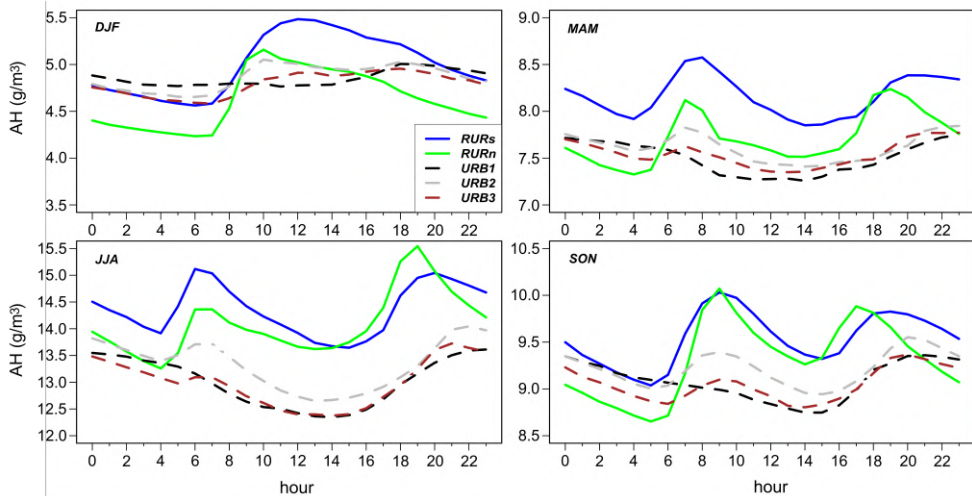 DJF
AH (g/m³)
5.5
5.0
4.5
4.0
3.5
0 2 4 6 8 10 12 14 16 18 20 22
RURs
RURn
URB1
URB2
URB3
MAM
8.5
8.0
7.5
7.0
0 2 4 6 8 10 12 14 16 18 20 22
JJA
AH (g/m³)
15.5
15.0
14.5
14.0
13.5
13.0
12.5
12.0
0 2 4 6 8 10 12 14 16 18 20 22
hour
SON
10.5
10.0
9.5
9.0
8.5
0 2 4 6 8 10 12 14 16 18 20 22
hour